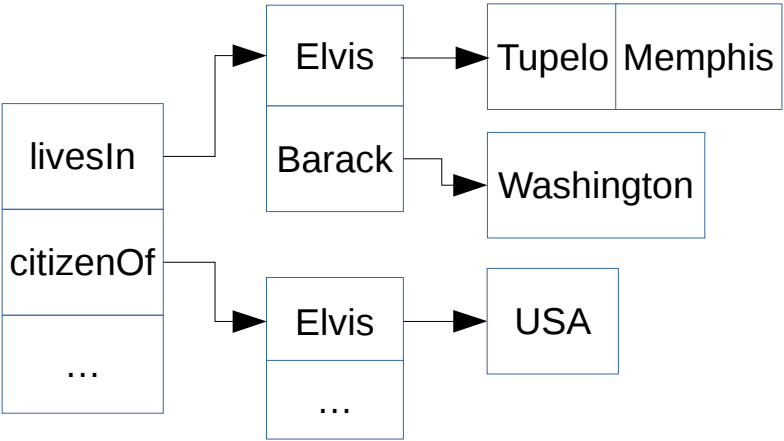 livesIn
citizenOf
...
Elvis
Barack
Elvis
...
Tupelo Memphis
Washington
USA